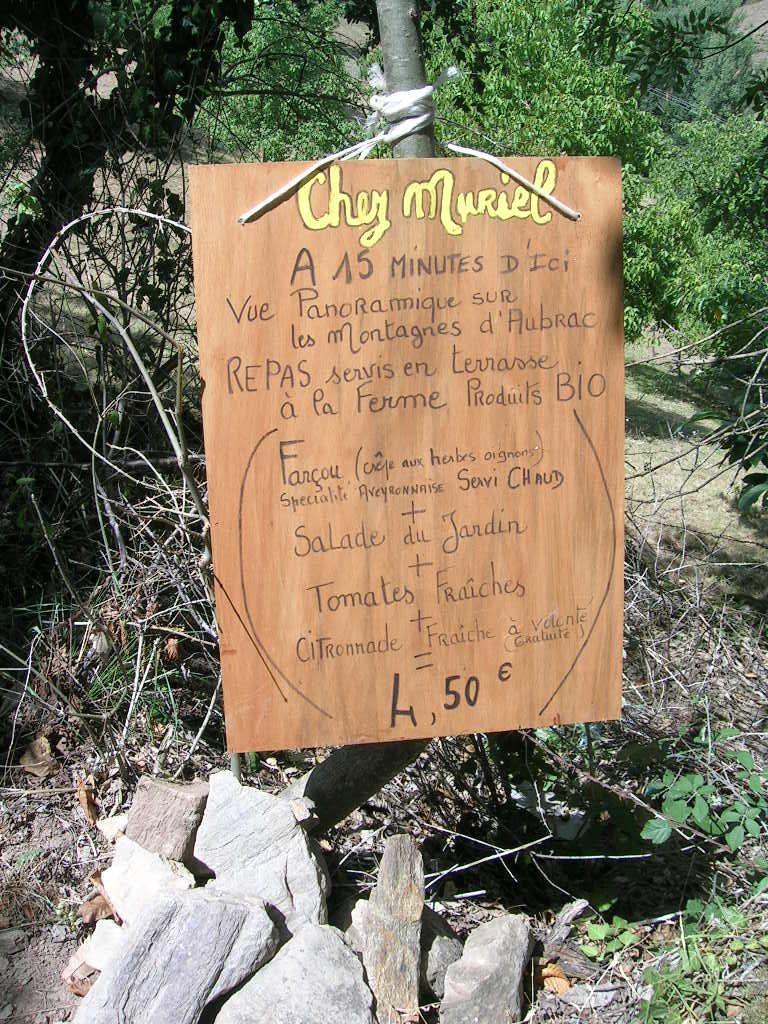 Chez Muriel
A 15 MINUTES D'Ici
Vue Panoramique sur
les Montagnes d'Aubrac
REPAS servis en terrasse
à la Ferme Produits BIO
Farçou (crêpe aux herbes oignons)
Spécialité Aveyronnaise Servi CHAUD
+
Salade du Jardin
+
Tomates Fraîches
+
Citronnade Fraîche à volonté
(Gratuite)
=
4,50 €